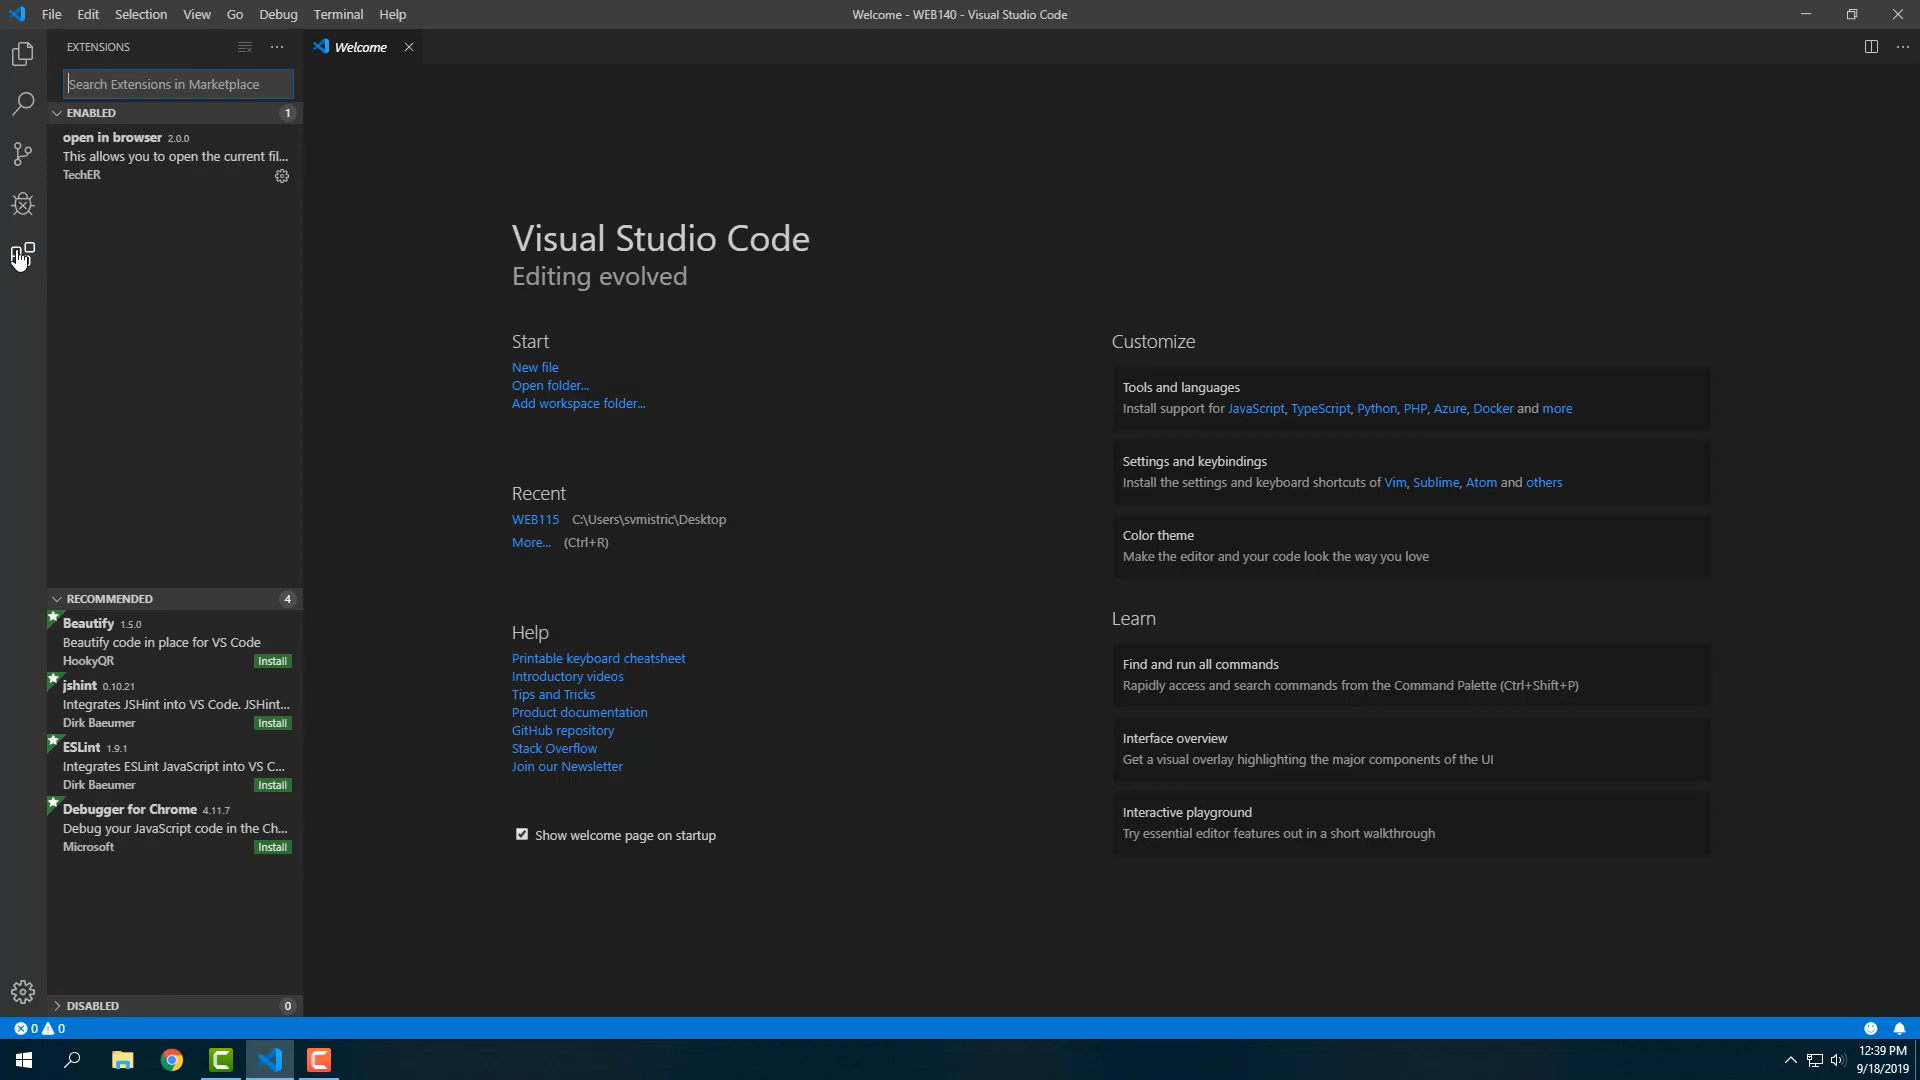 File Edit Selection View Go Debug Terminal Help
Welcome - WEB140 - Visual Studio Code
EXTENSIONS
Welcome
Search Extensions in Marketplace
ENABLED 1
open in browser 2.0.0
This allows you to open the current fil...
TechER
RECOMMENDED 4
Beautify 1.5.0
Beautify code in place for VS Code
HookyQR Install
jshint 0.10.21
Integrates JSHint into VS Code. JSHint...
Dirk Baeumer Install
ESLint 1.9.1
Integrates ESLint JavaScript into VS C...
Dirk Baeumer Install
Debugger for Chrome 4.11.7
Debug your JavaScript code in the Ch...
Microsoft Install
DISABLED 0
Visual Studio Code
Editing evolved
Start
New file
Open folder...
Add workspace folder...
Recent
WEB115 C:\Users\svmistric\Desktop
More... (Ctrl+R)
Help
Printable keyboard cheatsheet
Introductory videos
Tips and Tricks
Product documentation
GitHub repository
Stack Overflow
Join our Newsletter
Show welcome page on startup
Customize
Tools and languages
Install support for JavaScript, TypeScript, Python, PHP, Azure, Docker and more
Settings and keybindings
Install the settings and keyboard shortcuts of Vim, Sublime, Atom and others
Color theme
Make the editor and your code look the way you love
Learn
Find and run all commands
Rapidly access and search commands from the Command Palette (Ctrl+Shift+P)
Interface overview
Get a visual overlay highlighting the major components of the UI
Interactive playground
Try essential editor features out in a short walkthrough
0 0
12:39 PM
9/18/2019